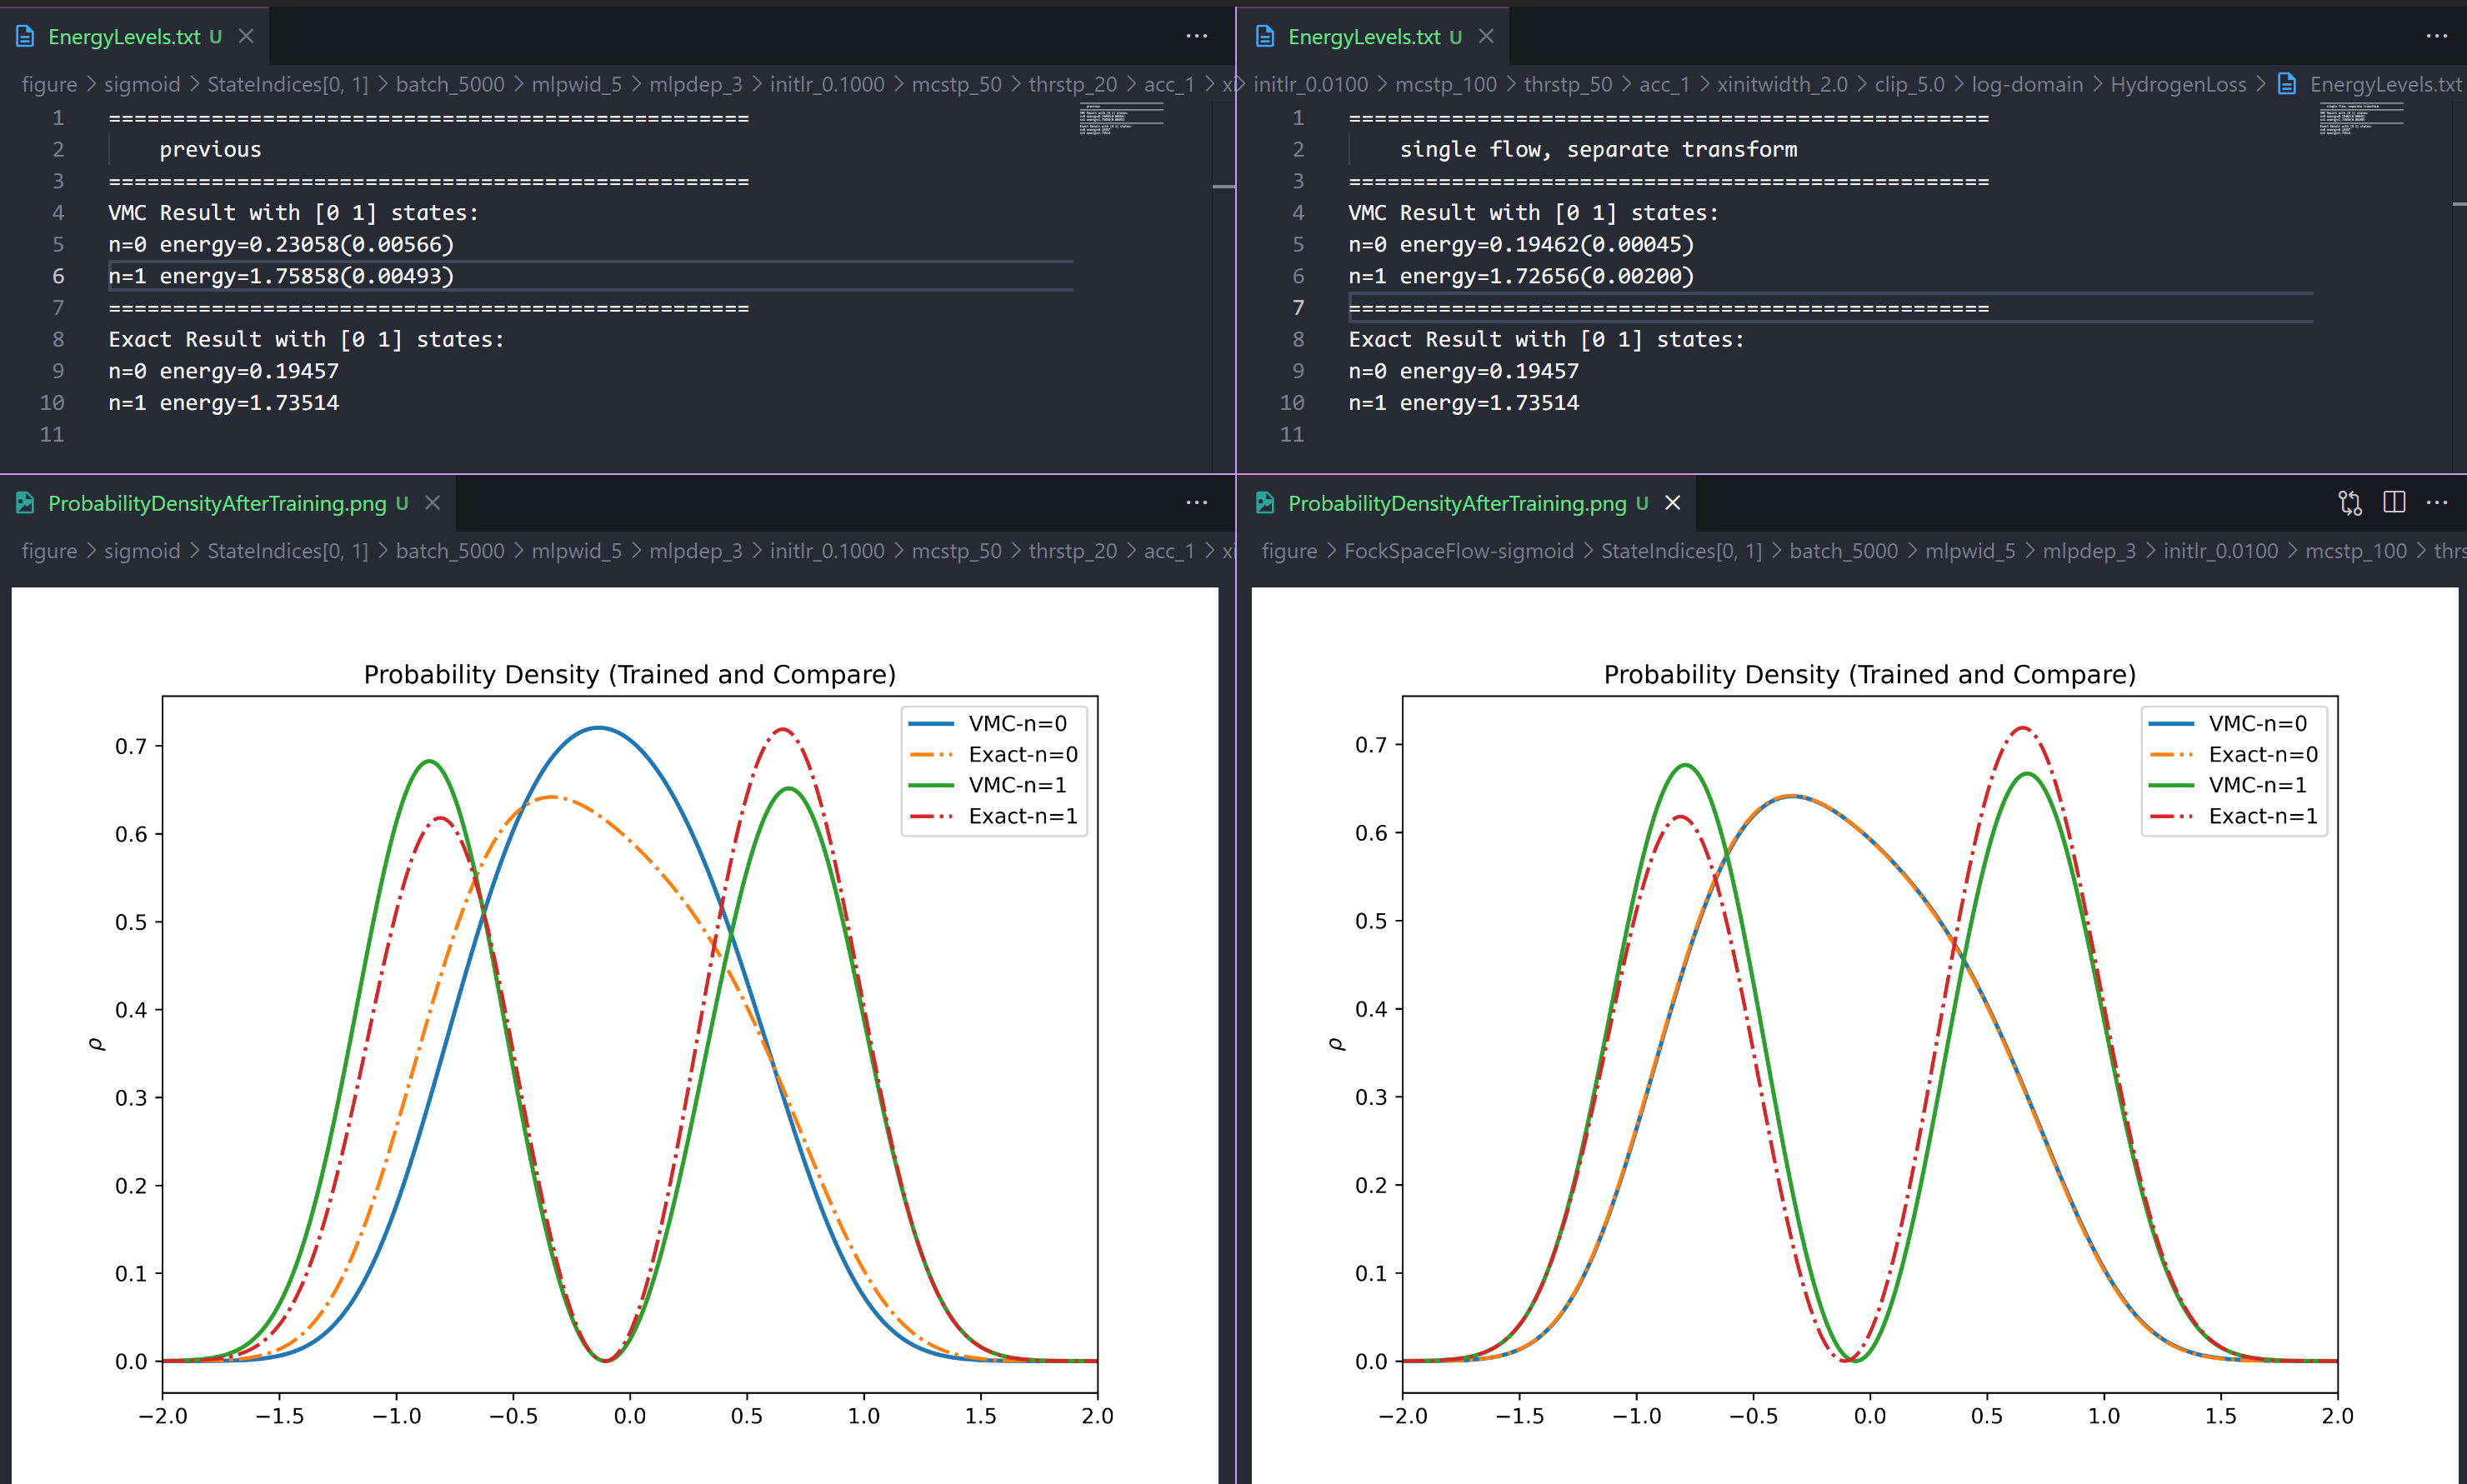 EnergyLevels.txt U
figure > sigmoid > StateIndices[0, 1] > batch_5000 > mlpwid_5 > mlpdep_3 > initlr_0.1000 > mcstp_50 > thrstp_20 > acc_1 > xi
1 ==================================================
2 previous
3 ==================================================
4 VMC Result with [0 1] states:
5 n=0 energy=0.23058(0.00566)
6 n=1 energy=1.75858(0.00493)
7 ==================================================
8 Exact Result with [0 1] states:
9 n=0 energy=0.19457
10 n=1 energy=1.73514
11
EnergyLevels.txt U
initlr_0.0100 > mcstp_100 > thrstp_50 > acc_1 > xinitwidth_2.0 > clip_5.0 > log-domain > HydrogenLoss > EnergyLevels.txt
1 ==================================================
2 single flow, separate transform
3 ==================================================
4 VMC Result with [0 1] states:
5 n=0 energy=0.19462(0.00045)
6 n=1 energy=1.72656(0.00200)
7 ==================================================
8 Exact Result with [0 1] states:
9 n=0 energy=0.19457
10 n=1 energy=1.73514
11
ProbabilityDensityAfterTraining.png U
figure > sigmoid > StateIndices[0, 1] > batch_5000 > mlpwid_5 > mlpdep_3 > initlr_0.1000 > mcstp_50 > thrstp_20 > acc_1 > xi
Probability Density (Trained and Compare)
VMC-n=0
Exact-n=0
VMC-n=1
Exact-n=1
ρ
0.7
0.6
0.5
0.4
0.3
0.2
0.1
0.0
−2.0 −1.5 −1.0 −0.5 0.0 0.5 1.0 1.5 2.0
ProbabilityDensityAfterTraining.png U
figure > FockSpaceFlow-sigmoid > StateIndices[0, 1] > batch_5000 > mlpwid_5 > mlpdep_3 > initlr_0.0100 > mcstp_100 > thrs
Probability Density (Trained and Compare)
VMC-n=0
Exact-n=0
VMC-n=1
Exact-n=1
ρ
0.7
0.6
0.5
0.4
0.3
0.2
0.1
0.0
−2.0 −1.5 −1.0 −0.5 0.0 0.5 1.0 1.5 2.0